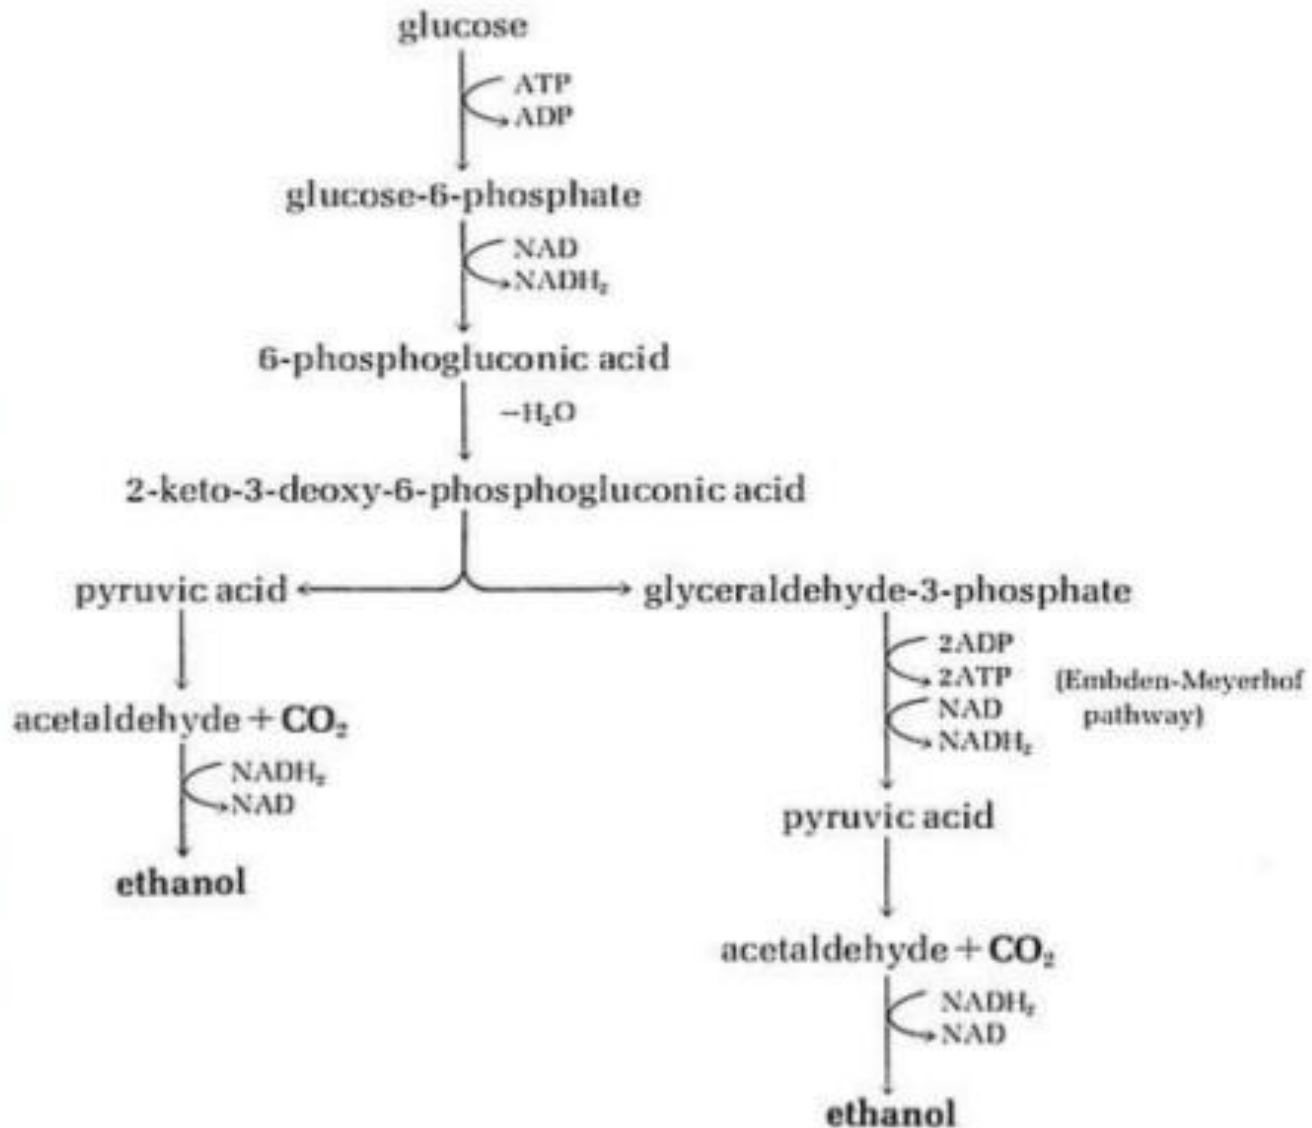 glucose
ATP
ADP
glucose-6-phosphate
NAD
NADH₂
6-phosphogluconic acid
−H₂O
2-keto-3-deoxy-6-phosphogluconic acid
pyruvic acid
glyceraldehyde-3-phosphate
2ADP
2ATP
(Embden-Meyerhof
pathway)
NAD
NADH₂
acetaldehyde + CO₂
NADH₂
NAD
ethanol
pyruvic acid
acetaldehyde + CO₂
NADH₂
NAD
ethanol